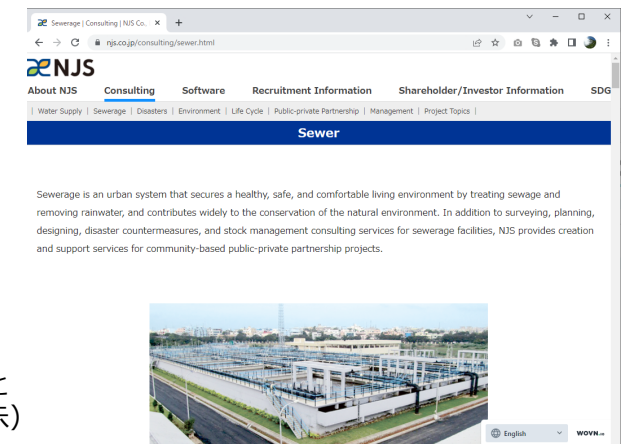 Sewerage | Consulting | NJS Co.
njs.co.jp/consulting/sewer.html
NJS
About NJS Consulting Software Recruitment Information Shareholder/Investor Information SDG
| Water Supply | Sewerage | Disasters | Environment | Life Cycle | Public-private Partnership | Management | Project Topics |
Sewer
Sewerage is an urban system that secures a healthy, safe, and comfortable living environment by treating sewage and
removing rainwater, and contributes widely to the conservation of the natural environment. In addition to surveying, planning,
designing, disaster countermeasures, and stock management consulting services for sewerage facilities, NJS provides creation
and support services for community-based public-private partnership projects.
と
示)
English WOVN.io